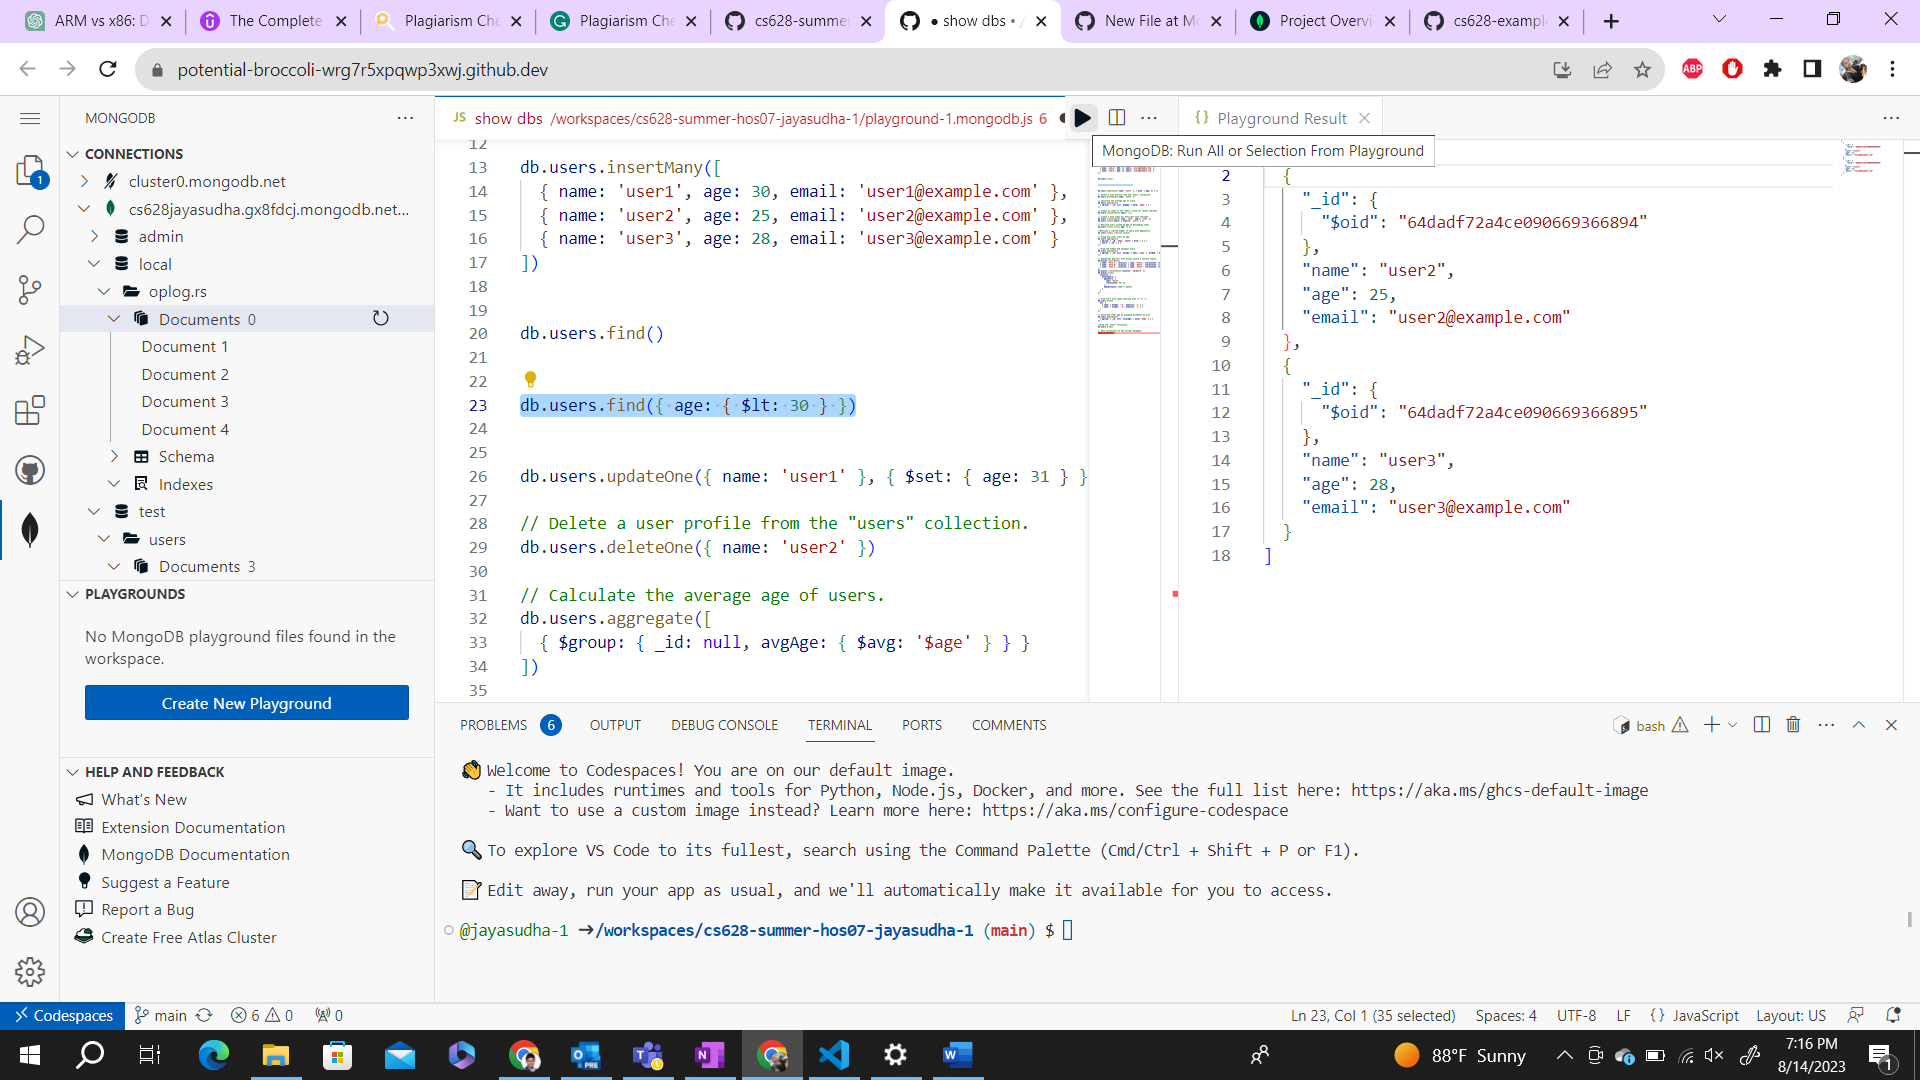 ARM vs x86: D
The Complete
Plagiarism Che
Plagiarism Che
cs628-summer
● show dbs • /
New File at Mo
Project Overvi
cs628-example
potential-broccoli-wrg7r5xpqwp3xwj.github.dev
ABP
MONGODB
CONNECTIONS
cluster0.mongodb.net
cs628jayasudha.gx8fdcj.mongodb.net...
admin
local
oplog.rs
Documents 0
Document 1
Document 2
Document 3
Document 4
Schema
Indexes
test
users
Documents 3
PLAYGROUNDS
No MongoDB playground files found in the
workspace.
Create New Playground
HELP AND FEEDBACK
What's New
Extension Documentation
MongoDB Documentation
Suggest a Feature
Report a Bug
Create Free Atlas Cluster
JS show dbs /workspaces/cs628-summer-hos07-jayasudha-1/playground-1.mongodb.js 6
12
13 db.users.insertMany([
14 { name: 'user1', age: 30, email: 'user1@example.com' },
15 { name: 'user2', age: 25, email: 'user2@example.com' },
16 { name: 'user3', age: 28, email: 'user3@example.com' }
17 ])
18
19
20 db.users.find()
21
22
23 db.users.find({ age: { $lt: 30 } })
24
25
26 db.users.updateOne({ name: 'user1' }, { $set: { age: 31 } }
27
28 // Delete a user profile from the "users" collection.
29 db.users.deleteOne({ name: 'user2' })
30
31 // Calculate the average age of users.
32 db.users.aggregate([
33 { $group: { _id: null, avgAge: { $avg: '$age' } } }
34 ])
35
{} Playground Result
MongoDB: Run All or Selection From Playground
2 {
3 "_id": {
4 "$oid": "64dadf72a4ce090669366894"
5 },
6 "name": "user2",
7 "age": 25,
8 "email": "user2@example.com"
9 },
10 {
11 "_id": {
12 "$oid": "64dadf72a4ce090669366895"
13 },
14 "name": "user3",
15 "age": 28,
16 "email": "user3@example.com"
17 }
18 ]
PROBLEMS 6 OUTPUT DEBUG CONSOLE TERMINAL PORTS COMMENTS
bash
👋 Welcome to Codespaces! You are on our default image.
- It includes runtimes and tools for Python, Node.js, Docker, and more. See the full list here: https://aka.ms/ghcs-default-image
- Want to use a custom image instead? Learn more here: https://aka.ms/configure-codespace
🔍 To explore VS Code to its fullest, search using the Command Palette (Cmd/Ctrl + Shift + P or F1).
📝 Edit away, run your app as usual, and we'll automatically make it available for you to access.
@jayasudha-1 ➜/workspaces/cs628-summer-hos07-jayasudha-1 (main) $
Codespaces main 6 0 0
Ln 23, Col 1 (35 selected) Spaces: 4 UTF-8 LF {} JavaScript Layout: US
88°F Sunny
7:16 PM
8/14/2023
1